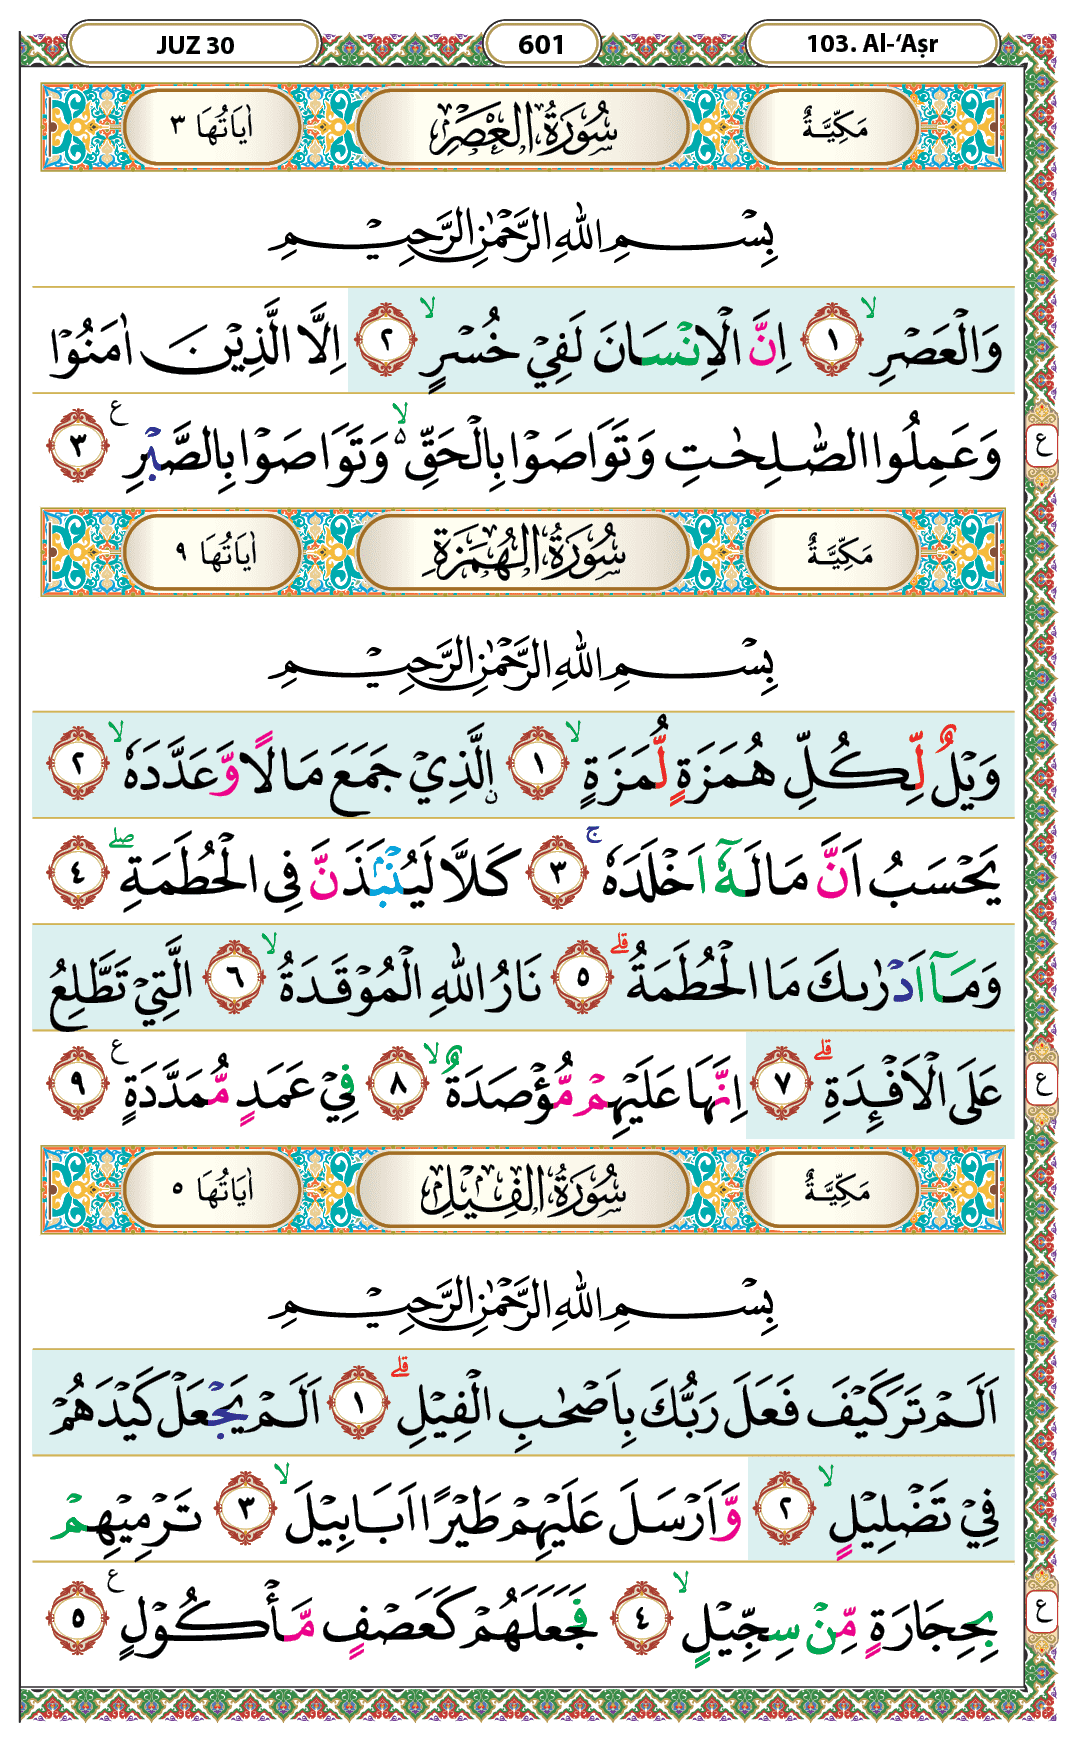 JUZ 30 601 103. Al-‘Aṣr
مَكِّيَّةٌ سُوْرَةُ الْعَصْرِ اٰيَاتُهَا ٣
بِسْمِ اللّٰهِ الرَّحْمٰنِ الرَّحِيْمِ
وَالْعَصْرِۙ ١ اِنَّ الْاِنْسَانَ لَفِيْ خُسْرٍۙ ٢ اِلَّا الَّذِيْنَ اٰمَنُوْا
وَعَمِلُوا الصّٰلِحٰتِ وَتَوَاصَوْا بِالْحَقِّ ەۙ وَتَوَاصَوْا بِالصَّبْرِ ٣ ع
ع
مَكِّيَّةٌ سُوْرَةُ الْهُمَزَةِ اٰيَاتُهَا ٩
بِسْمِ اللّٰهِ الرَّحْمٰنِ الرَّحِيْمِ
وَيْلٌ لِّكُلِّ هُمَزَةٍ لُّمَزَةٍۙ ١ ۨالَّذِيْ جَمَعَ مَالًا وَّعَدَّدَهٗۙ ٢
يَحْسَبُ اَنَّ مَالَهٗٓ اَخْلَدَهٗۚ ٣ كَلَّا لَيُنْۢبَذَنَّ فِى الْحُطَمَةِۖ ٤
وَمَآ اَدْرٰىكَ مَا الْحُطَمَةُۗ ٥ نَارُ اللّٰهِ الْمُوْقَدَةُۙ ٦ الَّتِيْ تَطَّلِعُ
عَلَى الْاَفْـِٕدَةِۗ ٧ اِنَّهَا عَلَيْهِمْ مُّؤْصَدَةٌۙ ٨ فِيْ عَمَدٍ مُّمَدَّدَةٍ ٩ ع
ع
مَكِّيَّةٌ سُوْرَةُ الْفِيْلِ اٰيَاتُهَا ٥
بِسْمِ اللّٰهِ الرَّحْمٰنِ الرَّحِيْمِ
اَلَمْ تَرَ كَيْفَ فَعَلَ رَبُّكَ بِاَصْحٰبِ الْفِيْلِۗ ١ اَلَمْ يَجْعَلْ كَيْدَهُمْ
فِيْ تَضْلِيْلٍۙ ٢ وَّاَرْسَلَ عَلَيْهِمْ طَيْرًا اَبَابِيْلَۙ ٣ تَرْمِيْهِمْ
بِحِجَارَةٍ مِّنْ سِجِّيْلٍۙ ٤ فَجَعَلَهُمْ كَعَصْفٍ مَّأْكُوْلٍ ٥ ع
ع